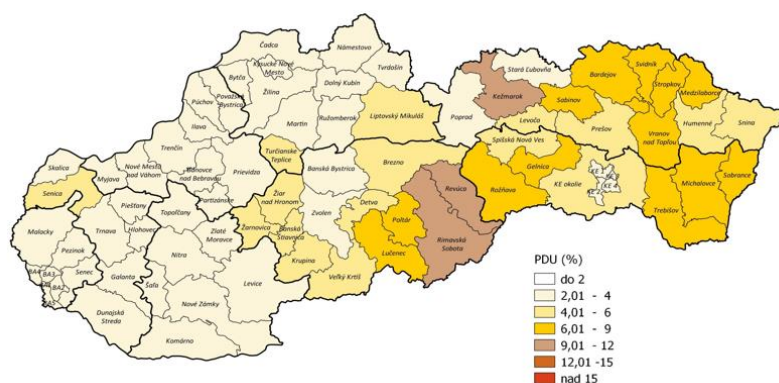 Čadca
Námestovo
Kysucké Nové
Mesto
Tvrdošín
Bytča
Dolný Kubín
Žilina
Považská
Bystrica
Púchov
Martin
Ružomberok
Liptovský Mikuláš
Ilava
Poprad
Kežmarok
Stará Ľubovňa
Bardejov
Svidník
Stropkov
Medzilaborce
Sabinov
Levoča
Prešov
Humenné
Snina
Vranov
nad Topľou
Spišská Nová Ves
Gelnica
Rožňava
KE okolie
Michalovce
Sobrance
Trebišov
Trenčín
Turčianske
Teplice
Prievidza
Banská Bystrica
Brezno
Skalica
Myjava
Nové Mesto
nad Váhom
Bánovce
nad Bebravou
Partizánske
Senica
Žiar
nad Hronom
Detva
Revúca
Zvolen
Poltár
Rimavská
Sobota
Žarnovica
Banská
Štiavnica
Lučenec
Krupina
Veľký Krtíš
Piešťany
Topoľčany
Hlohovec
Zlaté
Moravce
Malacky
Trnava
Pezinok
Nitra
Senec
Galanta
Šaľa
Levice
BA4
BA3
BA2
BA5
Nové Zámky
Dunajská
Streda
Komárno
PDU (%)
do 2
2,01 - 4
4,01 - 6
6,01 - 9
9,01 - 12
12,01 -15
nad 15